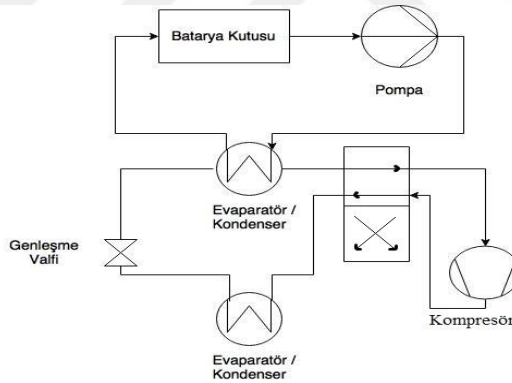 Batarya Kutusu
Pompa
Evaparatör /
Kondenser
Genleşme
Valfi
Kompresör
Evaparatör /
Kondenser